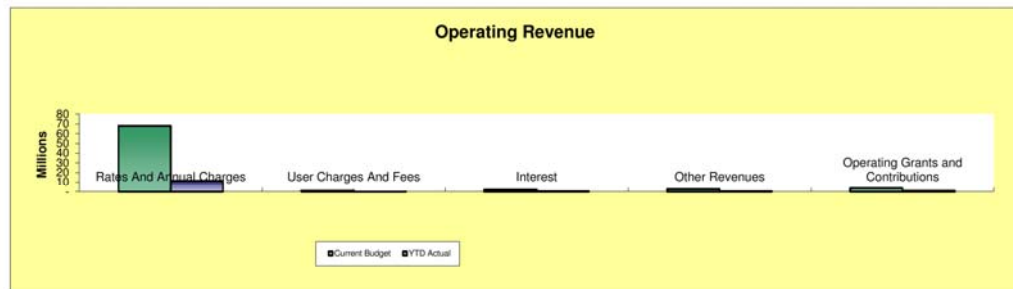 Operating Revenue
Millions
80
70
60
50
40
30
20
10
-
Rates And Annual Charges
User Charges And Fees
Interest
Other Revenues
Operating Grants and
Contributions
Current Budget
YTD Actual